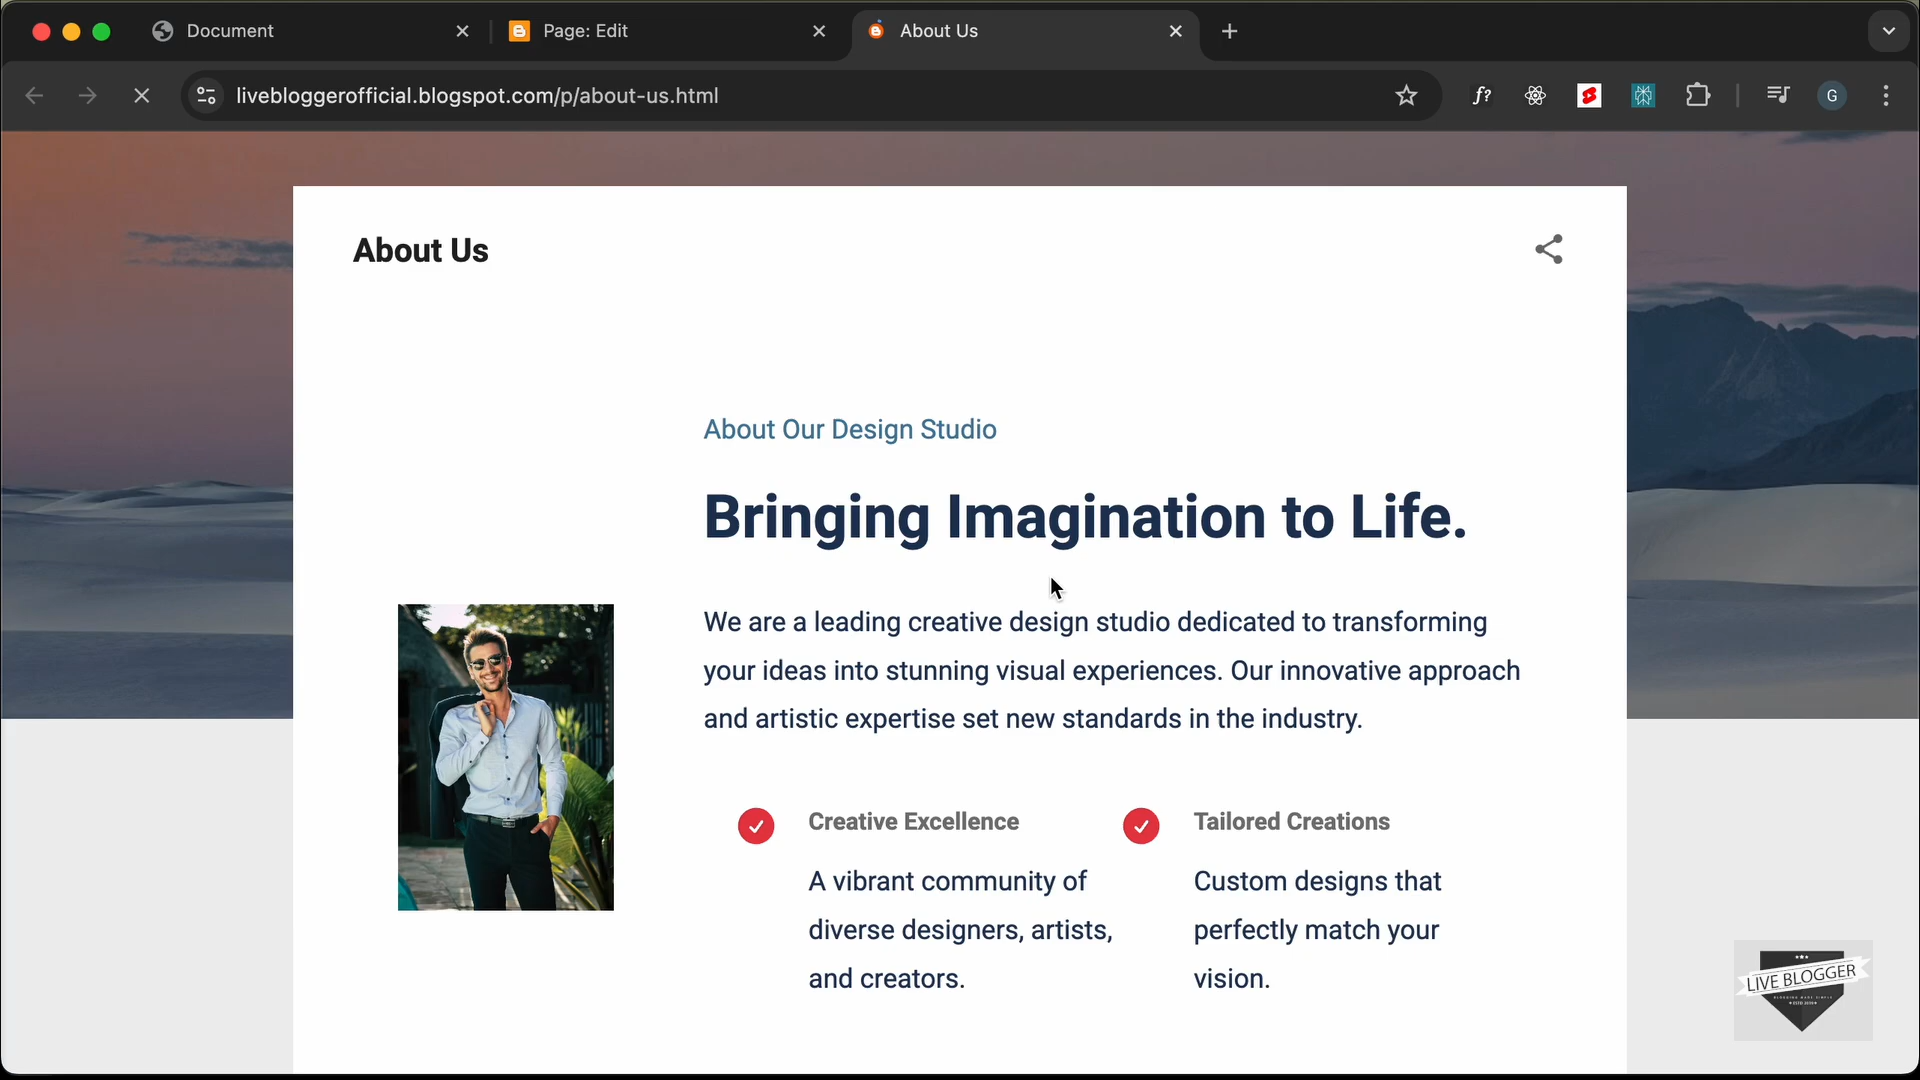 Document
Page: Edit
About Us
livebloggerofficial.blogspot.com/p/about-us.html
f?
G
About Us
About Our Design Studio
Bringing Imagination to Life.
We are a leading creative design studio dedicated to transforming
your ideas into stunning visual experiences. Our innovative approach
and artistic expertise set new standards in the industry.
Creative Excellence
A vibrant community of
diverse designers, artists,
and creators.
Tailored Creations
Custom designs that
perfectly match your
vision.
LIVE BLOGGER